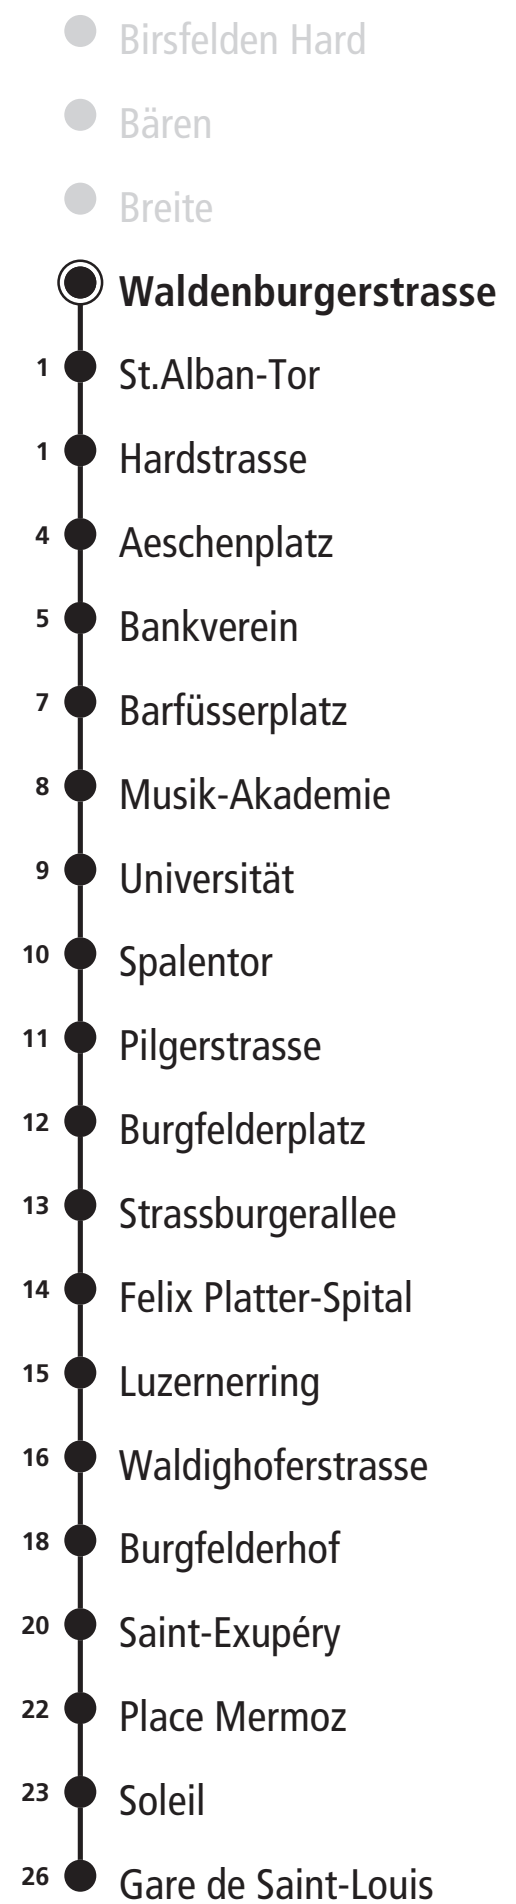 Birsfelden Hard
Bären
Breite
Waldenburgerstrasse
1 St.Alban-Tor
1 Hardstrasse
4 Aeschenplatz
5 Bankverein
7 Barfüsserplatz
8 Musik-Akademie
9 Universität
10 Spalentor
11 Pilgerstrasse
12 Burgfelderplatz
13 Strassburgerallee
14 Felix Platter-Spital
15 Luzernerring
16 Waldighoferstrasse
18 Burgfelderhof
20 Saint-Exupéry
22 Place Mermoz
23 Soleil
26 Gare de Saint-Louis